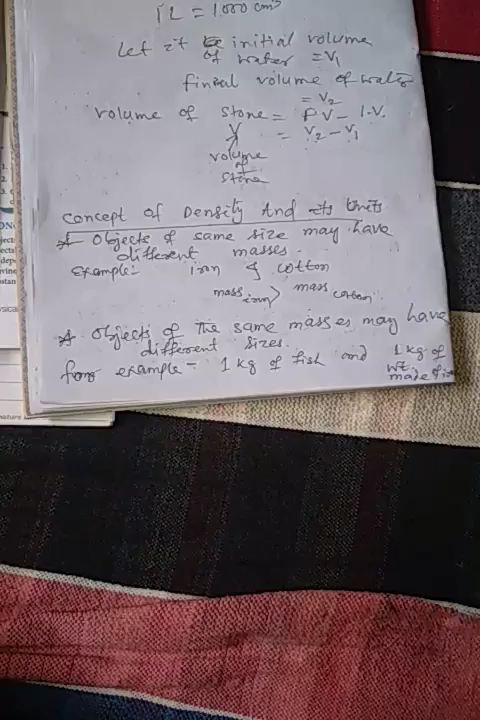 1L = 1000 cm³
Let it be initial volume
of water = V₁
final volume of water
= V₂
volume of stone = F V - I.V.
V = V₂ - V₁
volume
of
stone
Concept of Density And its Units
* Objects of same size may have
different masses.
Example:- iron & cotton
mass iron > mass cotton
* Objects of the same masses may have
different sizes.
for example - 1 kg of fish and 1 kg of
wt.
made of